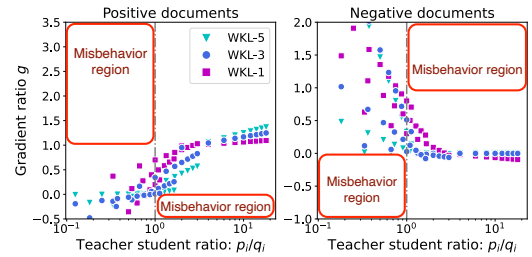 Positive documents
Negative documents
Gradient ratio g
3.5
3.0
2.5
2.0
1.5
1.0
0.5
0.0
−0.5
Misbehavior
region
WKL-5
WKL-3
WKL-1
Misbehavior region
10⁻¹
10⁰
10¹
Teacher student ratio: pᵢ/qᵢ
2.0
1.5
1.0
0.5
0.0
−0.5
−1.0
Misbehavior
region
Misbehavior
region
10⁻¹
10⁰
10¹
Teacher student ratio: pᵢ/qᵢ